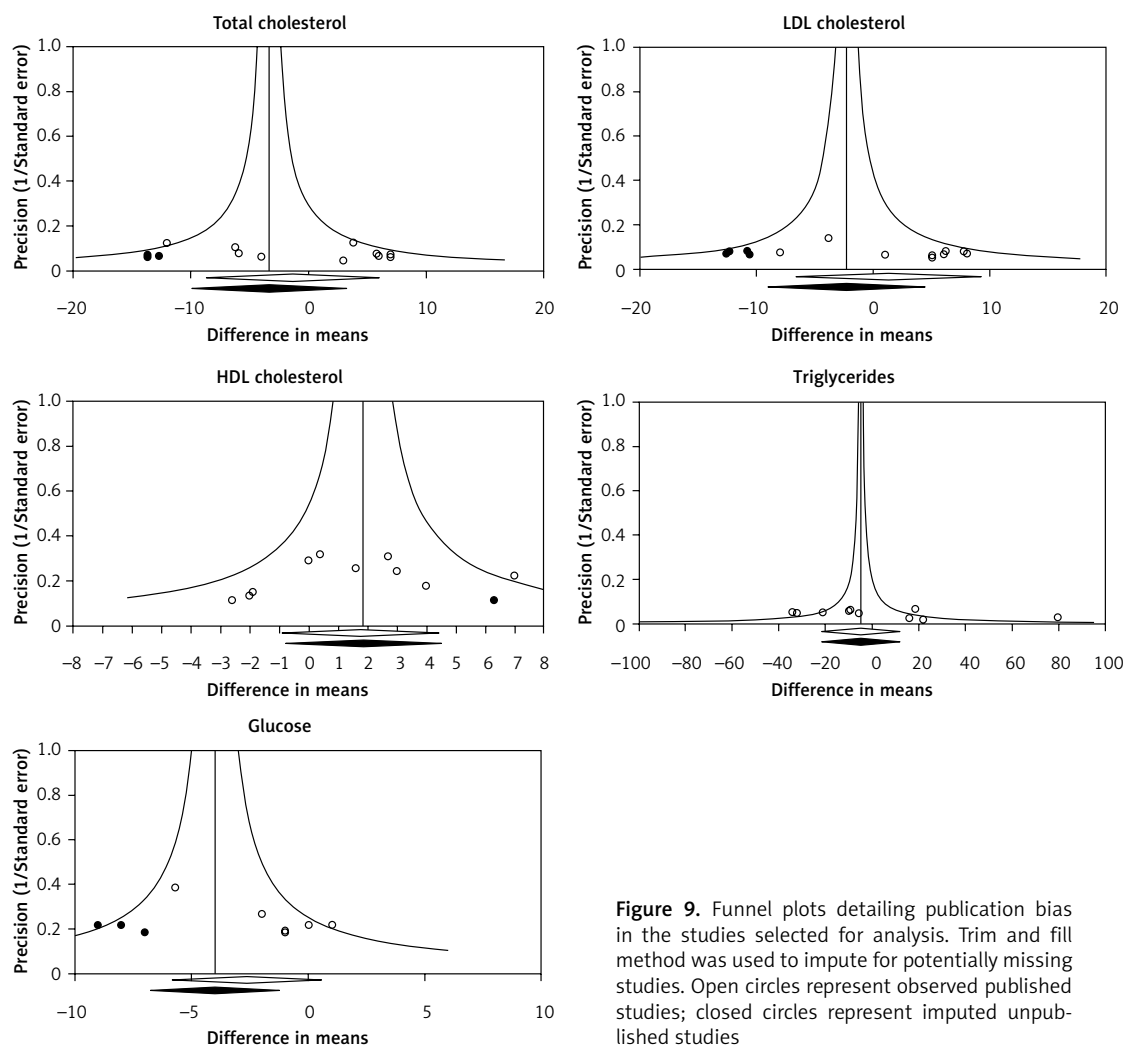 Total cholesterol
Precision (1/Standard error)
1.0
0.8
0.6
0.4
0.2
0
–20 –10 0 10 20
Difference in means
LDL cholesterol
Precision (1/Standard error)
1.0
0.8
0.6
0.4
0.2
0
–20 –10 0 10 20
Difference in means
HDL cholesterol
Precision (1/Standard error)
1.0
0.8
0.6
0.4
0.2
0
–8 –7 –6 –5 –4 –3 –2 –1 0 1 2 3 4 5 6 7 8
Difference in means
Triglycerides
Precision (1/Standard error)
1.0
0.8
0.6
0.4
0.2
0
–100 –80 –60 –40 –20 0 20 40 60 80 100
Difference in means
Glucose
Precision (1/Standard error)
1.0
0.8
0.6
0.4
0.2
0
–10 –5 0 5 10
Difference in means
Figure 9. Funnel plots detailing publication bias
in the studies selected for analysis. Trim and fill
method was used to impute for potentially missing
studies. Open circles represent observed published
studies; closed circles represent imputed unpub-
lished studies